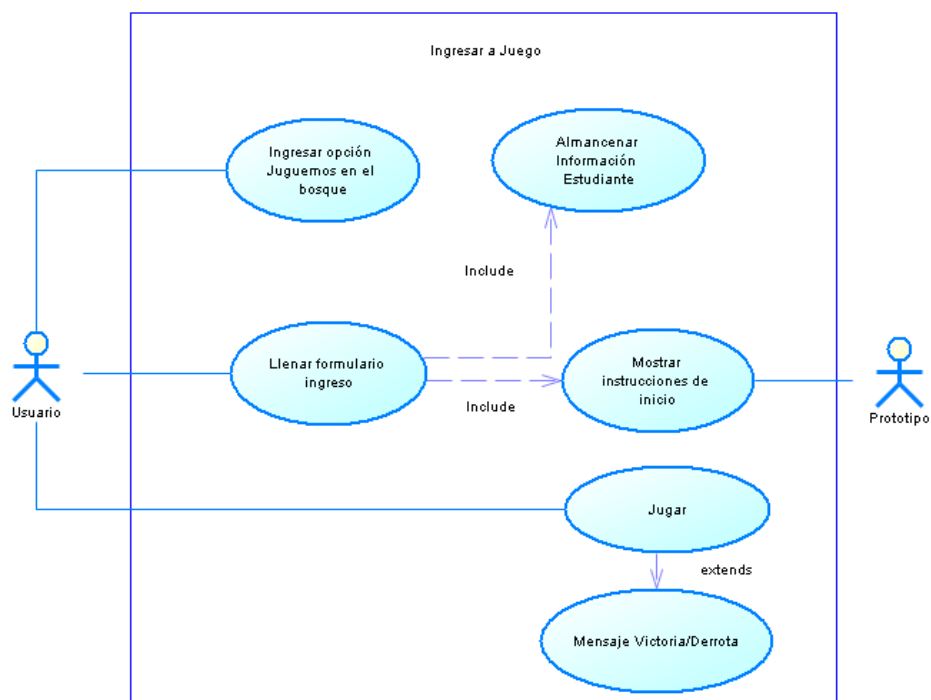 Ingresar a Juego
Ingresar opción
Juguemos en el
bosque
Almancenar
Información
Estudiante
Include
Llenar formulario
ingreso
Include
Mostrar
instrucciones de
inicio
Usuario
Prototipo
Jugar
extends
Mensaje Victoria/Derrota